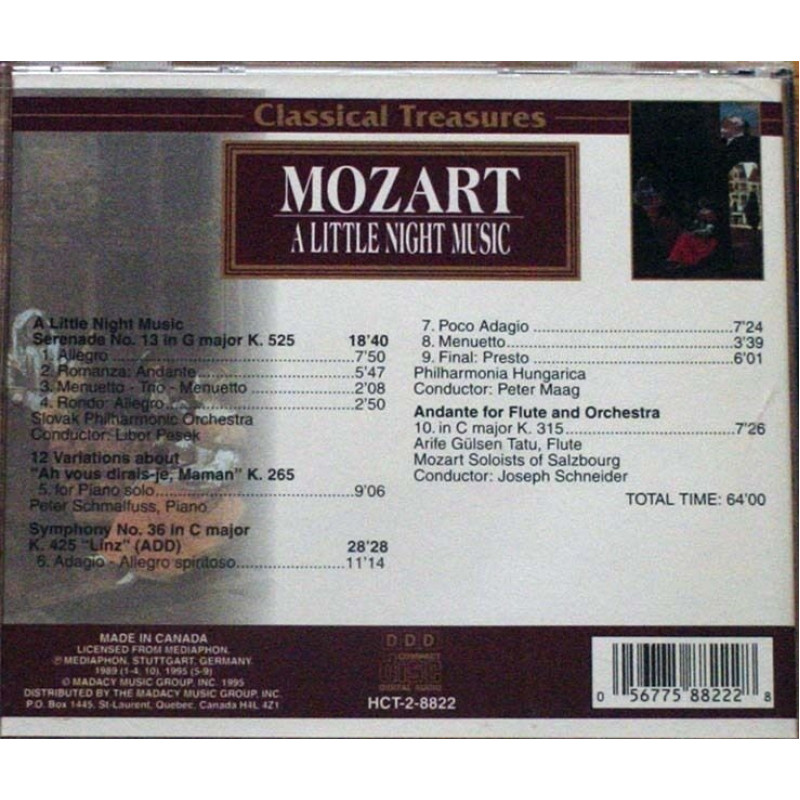 Classical Treasures
MOZART
A LITTLE NIGHT MUSIC
A Little Night Music
Serenade No. 13 in G major K. 525 18'40
1. Allegro 7'50
2. Romanza: Andante 5'47
3. Menuetto - Trio - Menuetto 2'08
4. Rondo: Allegro 2'50
Slovak Philharmonic Orchestra
Conductor: Libor Pesek
12 Variations about
"Ah vous dirais-je, Maman" K. 265
5. for Piano solo 9'06
Peter Schmalfuss, Piano
Symphony No. 36 in C major
K. 425 "Linz" (ADD) 28'28
6. Adagio - Allegro spiritoso 11'14
7. Poco Adagio 7'24
8. Menuetto 3'39
9. Final: Presto 6'01
Philharmonia Hungarica
Conductor: Peter Maag
Andante for Flute and Orchestra
10. in C major K. 315 7'26
Arife Gülsen Tatu, Flute
Mozart Soloists of Salzbourg
Conductor: Joseph Schneider
TOTAL TIME: 64'00
MADE IN CANADA
LICENSED FROM MEDIAPHON.
℗ MEDIAPHON, STUTTGART, GERMANY.
1989 (1-4, 10), 1995 (5-9)
© MADACY MUSIC GROUP, INC. 1995
DISTRIBUTED BY THE MADACY MUSIC GROUP, INC.
P.O. Box 1445, St-Laurent, Quebec, Canada H4L 4Z1
DDD
COMPACT
disc
DIGITAL AUDIO
HCT-2-8822
0 56775 88222 8